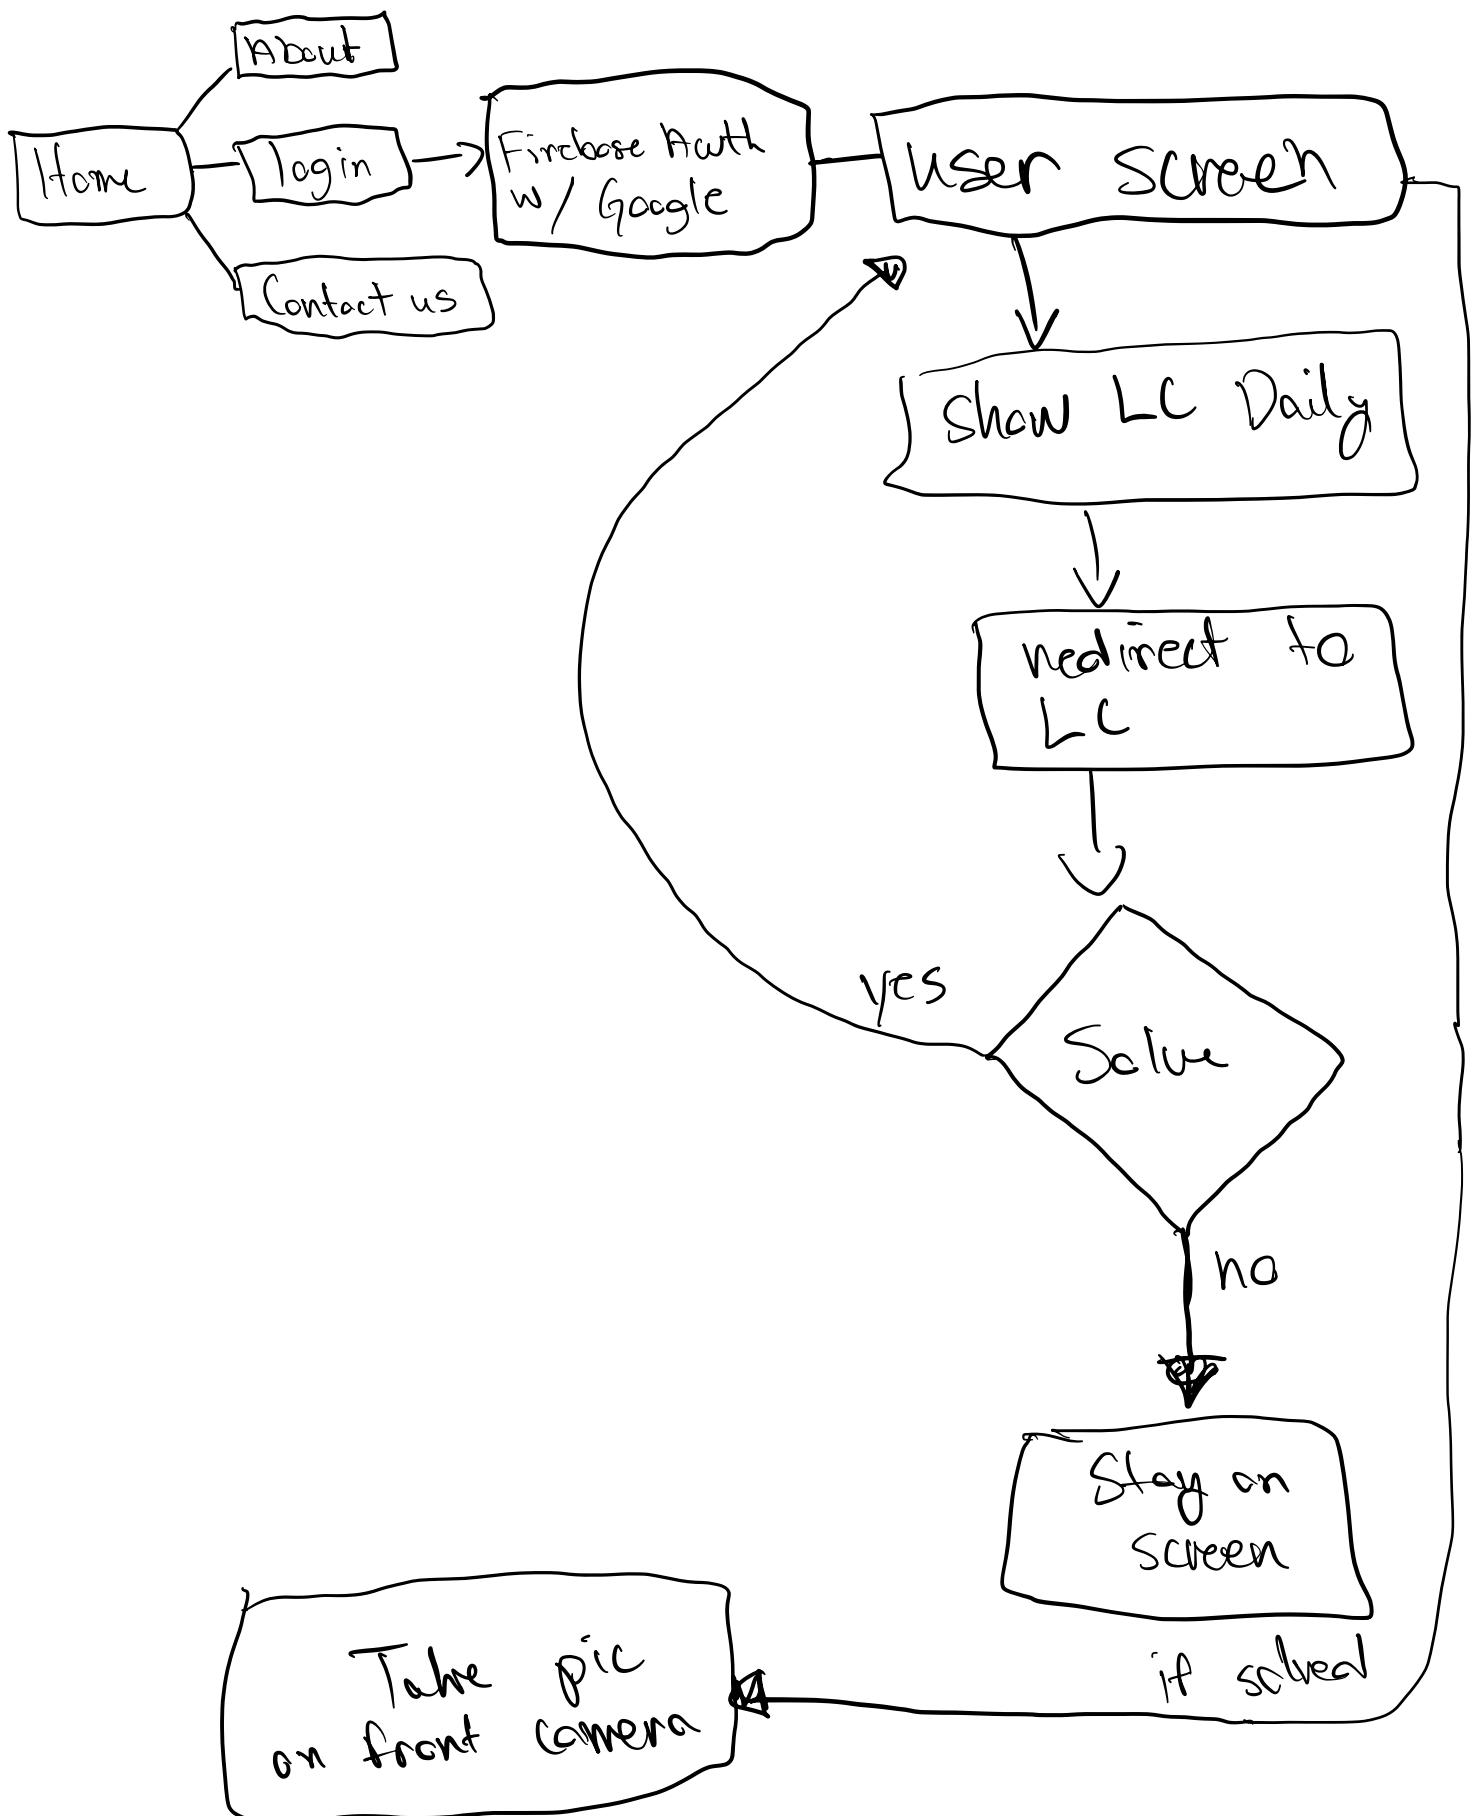 About
Home
login
Contact us
Firebase Auth
w/ Google
user screen
Show LC Daily
redirect to
LC
Solve
yes
no
Stay on
screen
if solved
Take pic
on front camera